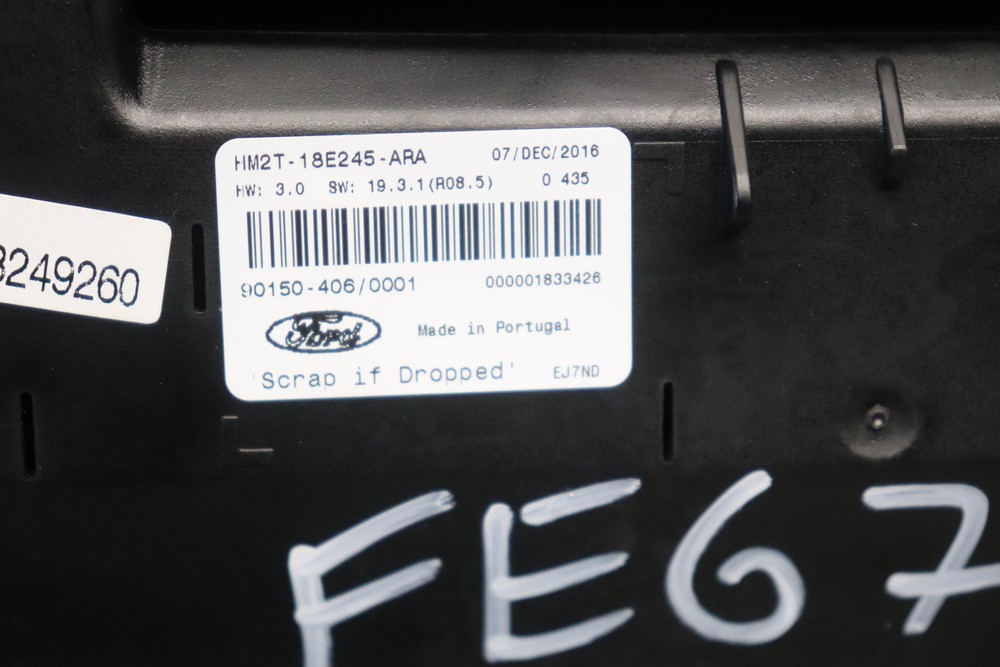 HM2T-18E245-ARA 07/DEC/2016
HW: 3.0 SW: 19.3.1(R08.5) 0 435
90150-406/0001 000001833426
Ford Made in Portugal
'Scrap if Dropped' EJ7ND
3249260
FE67